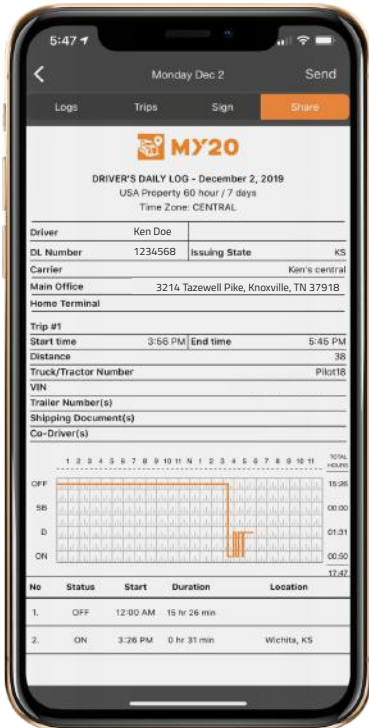 5:47
Monday Dec 2 Send
Logs Trips Sign Share
MY20
DRIVER'S DAILY LOG - December 2, 2019
USA Property 60 hour / 7 days
Time Zone: CENTRAL
Driver Ken Doe
DL Number 1234568 Issuing State KS
Carrier Ken's central
Main Office 3214 Tazewell Pike, Knoxville, TN 37918
Home Terminal
Trip #1
Start time 3:56 PM End time 5:45 PM
Distance 38
Truck/Tractor Number Pilot18
VIN
Trailer Number(s)
Shipping Document(s)
Co-Driver(s)
1 2 3 4 5 6 7 8 9 10 11 N 1 2 3 4 5 6 7 8 9 10 11 TOTAL HOURS
OFF 15:26
SB 00:00
D 01:31
ON 00:50
17:47
No Status Start Duration Location
1. OFF 12:00 AM 15 hr 26 min
2. ON 3:26 PM 0 hr 31 min Wichita, KS